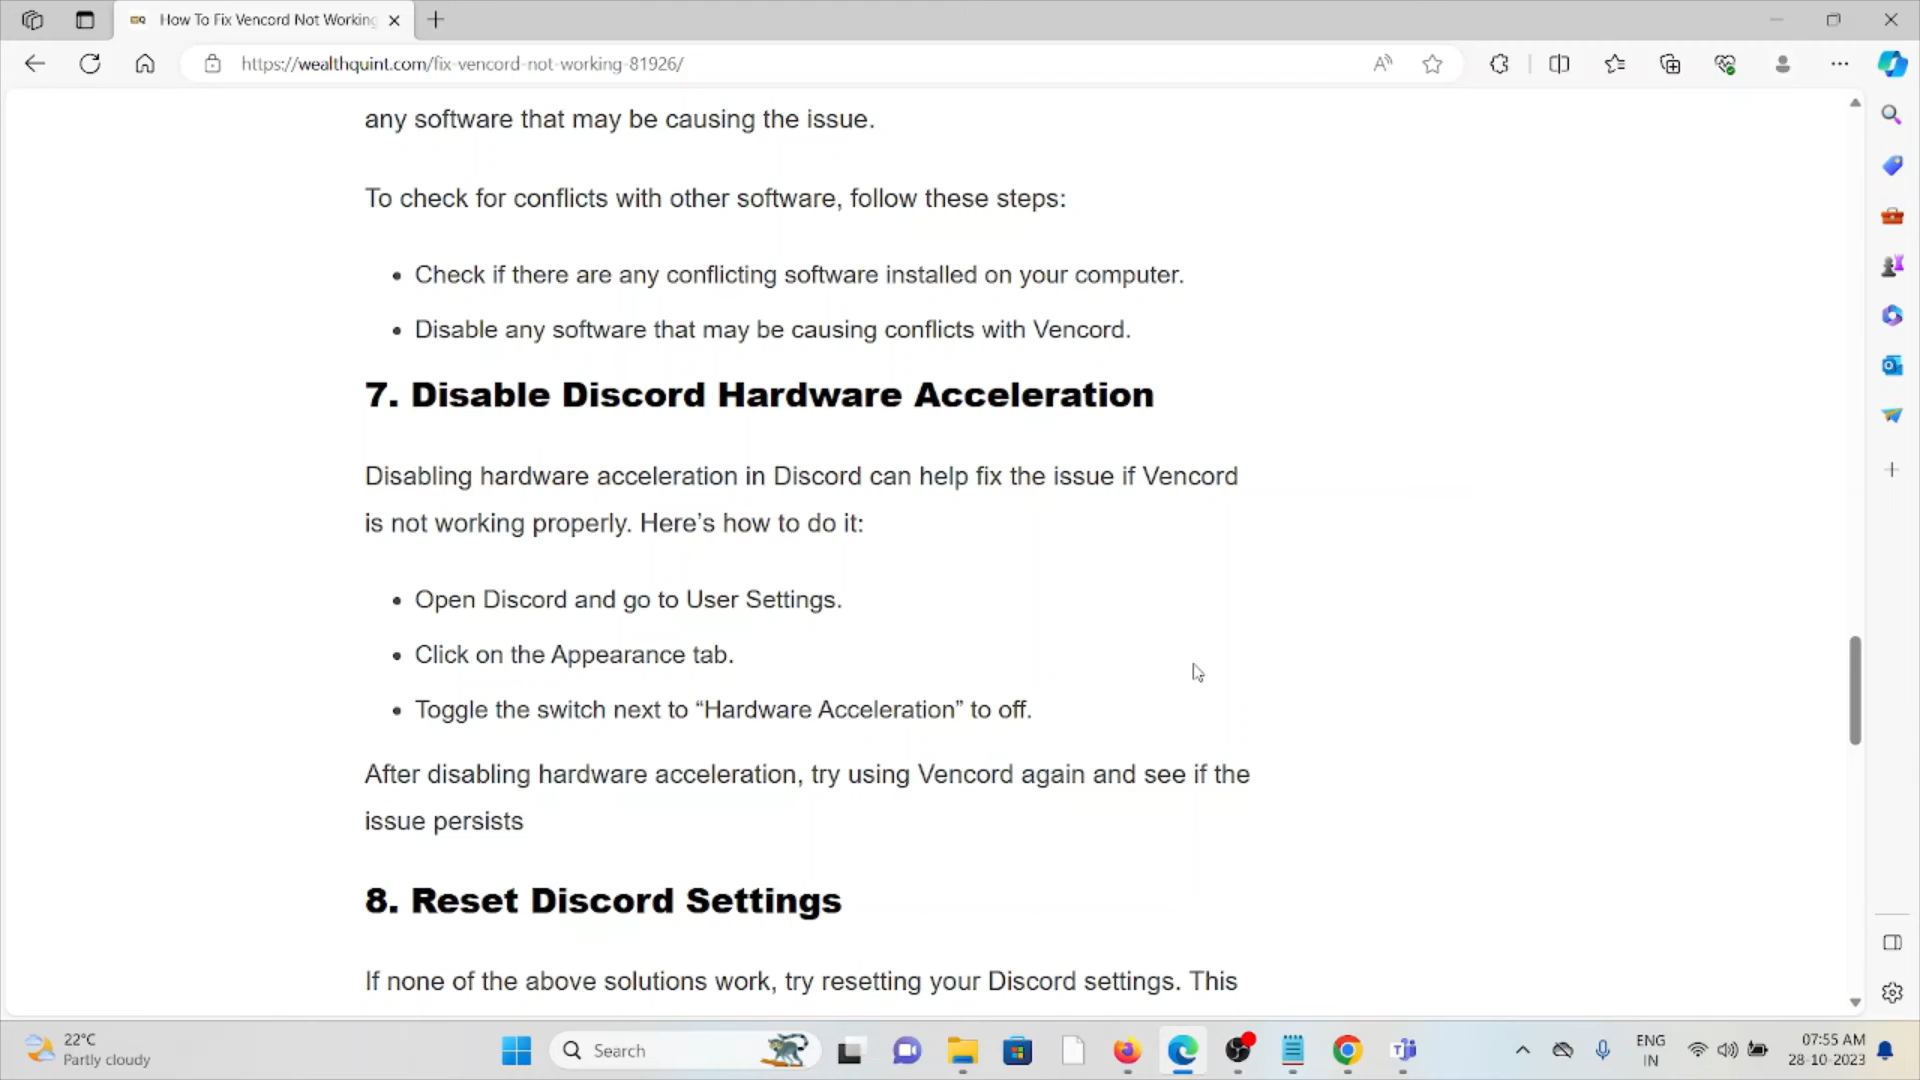 How To Fix Vencord Not Working
https://wealthquint.com/fix-vencord-not-working-81926/
any software that may be causing the issue.
To check for conflicts with other software, follow these steps:
• Check if there are any conflicting software installed on your computer.
• Disable any software that may be causing conflicts with Vencord.
7. Disable Discord Hardware Acceleration
Disabling hardware acceleration in Discord can help fix the issue if Vencord
is not working properly. Here’s how to do it:
• Open Discord and go to User Settings.
• Click on the Appearance tab.
• Toggle the switch next to “Hardware Acceleration” to off.
After disabling hardware acceleration, try using Vencord again and see if the
issue persists
8. Reset Discord Settings
If none of the above solutions work, try resetting your Discord settings. This
22°C
Partly cloudy
Search
ENG
IN
07:55 AM
28-10-2023